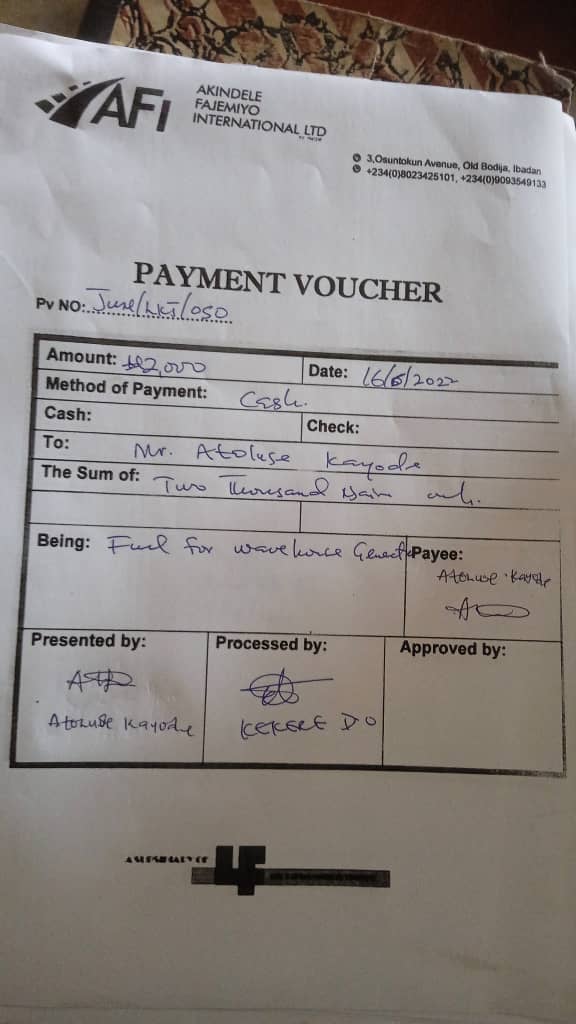 AFI
AKINDELE
FAJEMIYO
INTERNATIONAL LTD
3,Osuntokun Avenue, Old Bodija, Ibadan
+234(0)8023425101, +234(0)9093549133
PAYMENT VOUCHER
Pv NO: June/LKJ/050
Amount: ₦2,000 Date: 16/6/2022
Method of Payment: Cash.
Cash: Check:
To: Mr. Atoluse Kayode
The Sum of: Two Thousand Naira only.
Being: Fuel for warehouse Generator Payee:
Atoluse Kayode
Presented by: Processed by: Approved by:
Atoluse Kayode KEKERE DO
A SUBSIDIARY OF